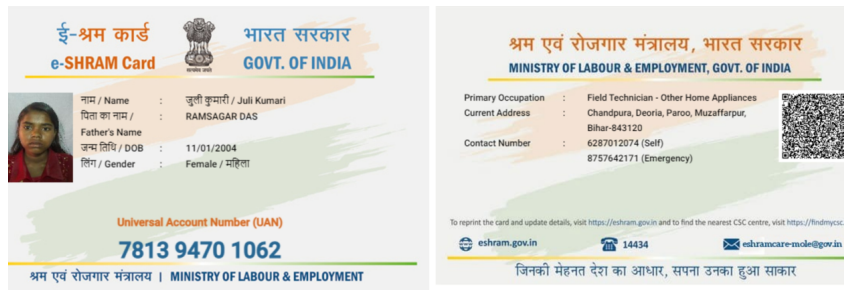 ई-श्रम कार्ड
e-SHRAM Card
सत्यमेव जयते
भारत सरकार
GOVT. OF INDIA
नाम / Name : जुली कुमारी / Juli Kumari
पिता का नाम / : RAMSAGAR DAS
Father's Name
जन्म तिथि / DOB : 11/01/2004
लिंग / Gender : Female / महिला
Universal Account Number (UAN)
7813 9470 1062
श्रम एवं रोजगार मंत्रालय | MINISTRY OF LABOUR & EMPLOYMENT
श्रम एवं रोजगार मंत्रालय, भारत सरकार
MINISTRY OF LABOUR & EMPLOYMENT, GOVT. OF INDIA
Primary Occupation : Field Technician - Other Home Appliances
Current Address : Chandpura, Deoria, Paroo, Muzaffarpur,
Bihar-843120
Contact Number : 6287012074 (Self)
8757642171 (Emergency)
To reprint the card and update details, visit https://eshram.gov.in and to find the nearest CSC centre, visit https://findmycsc.
eshram.gov.in
14434
eshramcare-mole@gov.in
जिनकी मेहनत देश का आधार, सपना उनका हुआ साकार